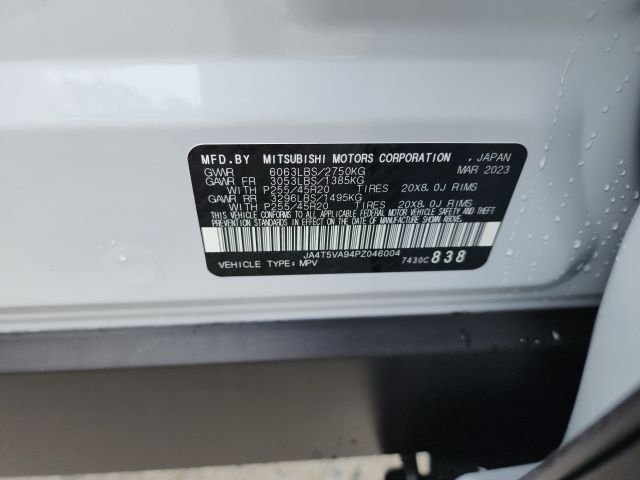 MFD.BY MITSUBISHI MOTORS CORPORATION , JAPAN
GVWR 6063LBS/2750KG MAR 2023
GAWR FR 3053LBS/1385KG
WITH P255/45R20 TIRES 20X8.0J RIMS
GAWR RR 3296LBS/1495KG
WITH P255/45R20 TIRES 20X8.0J RIMS
THIS VEHICLE CONFORMS TO ALL APPLICABLE FEDERAL MOTOR VEHICLE SAFETY AND THEFT
PREVENTION STANDARDS IN EFFECT ON THE DATE OF MANUFACTURE SHOWN ABOVE.
JA4T5VA94PZ046004
VEHICLE TYPE: MPV 7430C 838